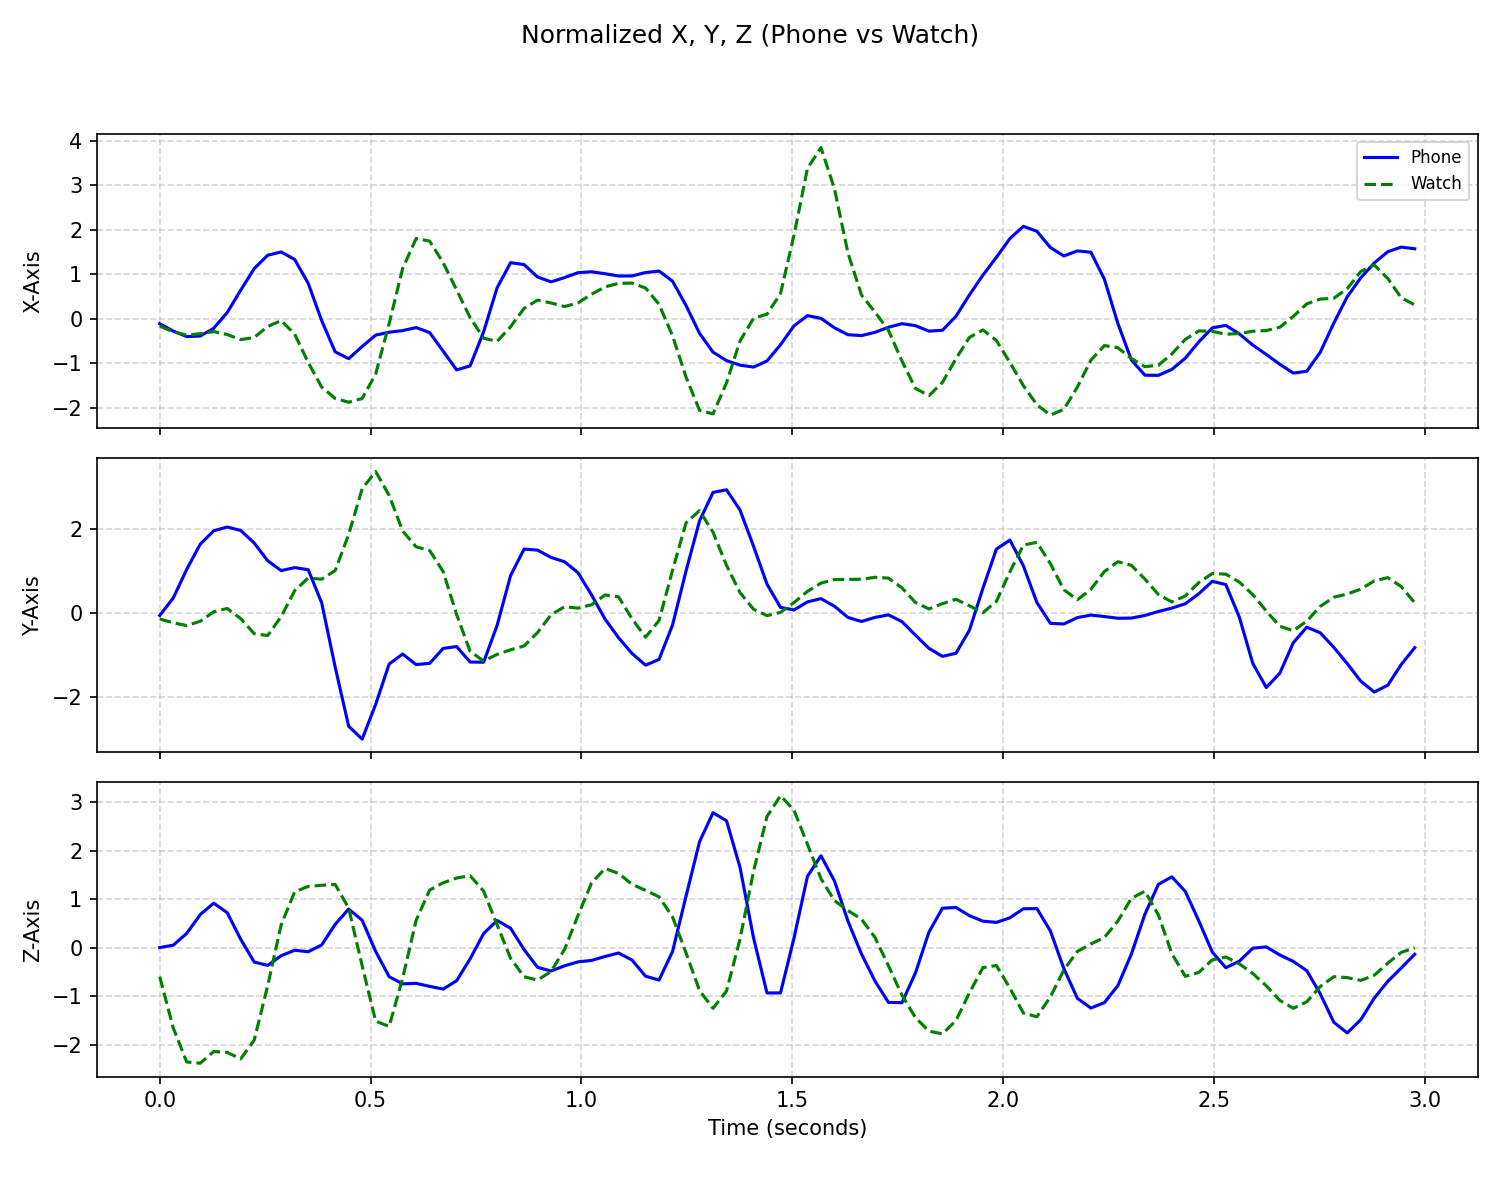 Normalized X, Y, Z (Phone vs Watch)
4
3
2
1
0
−1
−2
X-Axis
Phone
Watch
2
0
−2
Y-Axis
3
2
1
0
−1
−2
Z-Axis
0.0 0.5 1.0 1.5 2.0 2.5 3.0
Time (seconds)